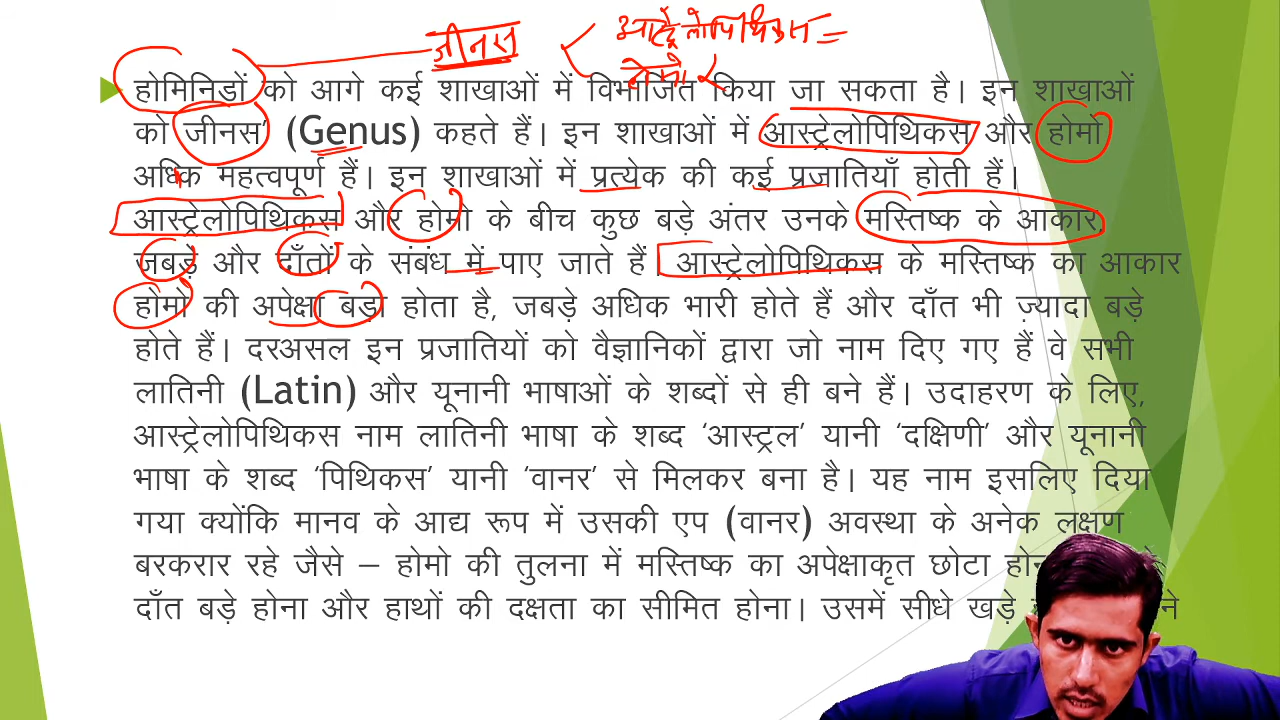 जीनस
आस्ट्रेलोपिथिकस
होमो
होमिनिडों को आगे कई शाखाओं में विभाजित किया जा सकता है। इन शाखाओं
को जीनस’ (Genus) कहते हैं। इन शाखाओं में आस्ट्रेलोपिथिकस और होमो
अधिक महत्वपूर्ण हैं। इन शाखाओं में प्रत्येक की कई प्रजातियाँ होती हैं।
आस्ट्रेलोपिथिकस और होमो के बीच कुछ बड़े अंतर उनके मस्तिष्क के आकार,
जबड़े और दाँतों के संबंध में पाए जाते हैं। आस्ट्रेलोपिथिकस के मस्तिष्क का आकार
होमो की अपेक्षा बड़ा होता है, जबड़े अधिक भारी होते हैं और दाँत भी ज़्यादा बड़े
होते हैं। दरअसल इन प्रजातियों को वैज्ञानिकों द्वारा जो नाम दिए गए हैं वे सभी
लातिनी (Latin) और यूनानी भाषाओं के शब्दों से ही बने हैं। उदाहरण के लिए,
आस्ट्रेलोपिथिकस नाम लातिनी भाषा के शब्द ‘आस्ट्रल’ यानी ‘दक्षिणी’ और यूनानी
भाषा के शब्द ‘पिथिकस’ यानी ‘वानर’ से मिलकर बना है। यह नाम इसलिए दिया
गया क्योंकि मानव के आद्य रूप में उसकी एप (वानर) अवस्था के अनेक लक्षण
बरकरार रहे जैसे – होमो की तुलना में मस्तिष्क का अपेक्षाकृत छोटा
दाँत बड़े होना और हाथों की दक्षता का सीमित होना। उसमें सीधे खड़े